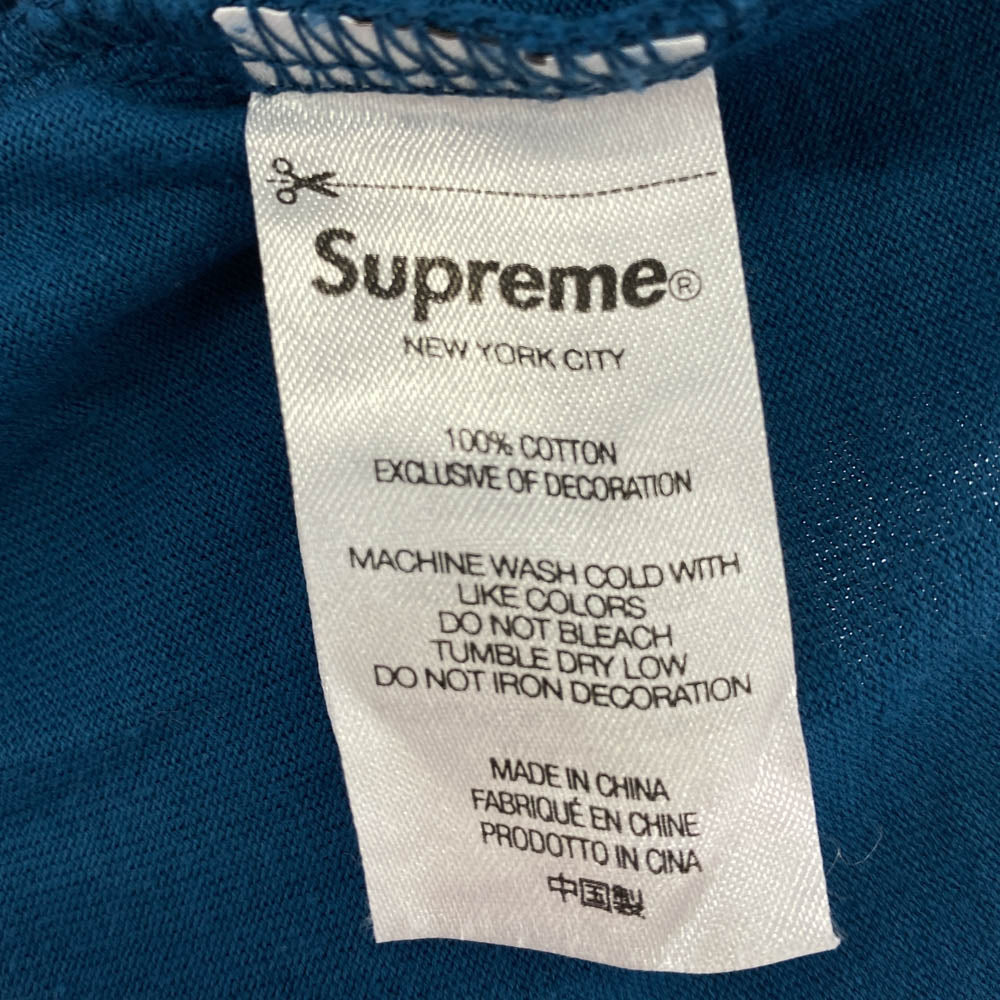 Supreme®
NEW YORK CITY
100% COTTON
EXCLUSIVE OF DECORATION
MACHINE WASH COLD WITH
LIKE COLORS
DO NOT BLEACH
TUMBLE DRY LOW
DO NOT IRON DECORATION
MADE IN CHINA
FABRIQUÉ EN CHINE
PRODOTTO IN CINA
中国製